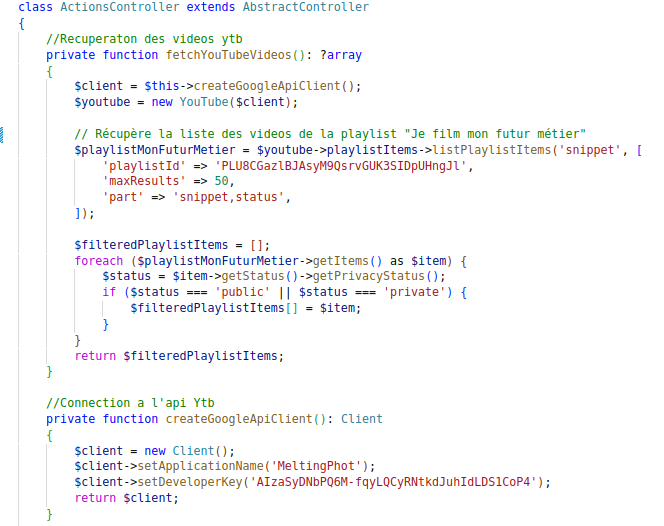 class ActionsController extends AbstractController
{
    //Recuperaton des videos ytb
    private function fetchYouTubeVideos(): ?array
    {
        $client = $this->createGoogleApiClient();
        $youtube = new YouTube($client);

        // Récupère la liste des videos de la playlist "Je film mon futur métier"
        $playlistMonFuturMetier = $youtube->playlistItems->listPlaylistItems('snippet', [
            'playlistId' => 'PLU8CGazlBJAsyM9QsrvGUK3SIDpUHngJl',
            'maxResults' => 50,
            'part' => 'snippet,status',
        ]);

        $filteredPlaylistItems = [];
        foreach ($playlistMonFuturMetier->getItems() as $item) {
            $status = $item->getStatus()->getPrivacyStatus();
            if ($status === 'public' || $status === 'private') {
                $filteredPlaylistItems[] = $item;
            }
        }
        return $filteredPlaylistItems;
    }

    //Connection a l'api Ytb
    private function createGoogleApiClient(): Client
    {
        $client = new Client();
        $client->setApplicationName('MeltingPhot');
        $client->setDeveloperKey('AIzaSyDNbPQ6M-fqyLQCyRNtkdJuhIdLDS1CoP4');
        return $client;
    }